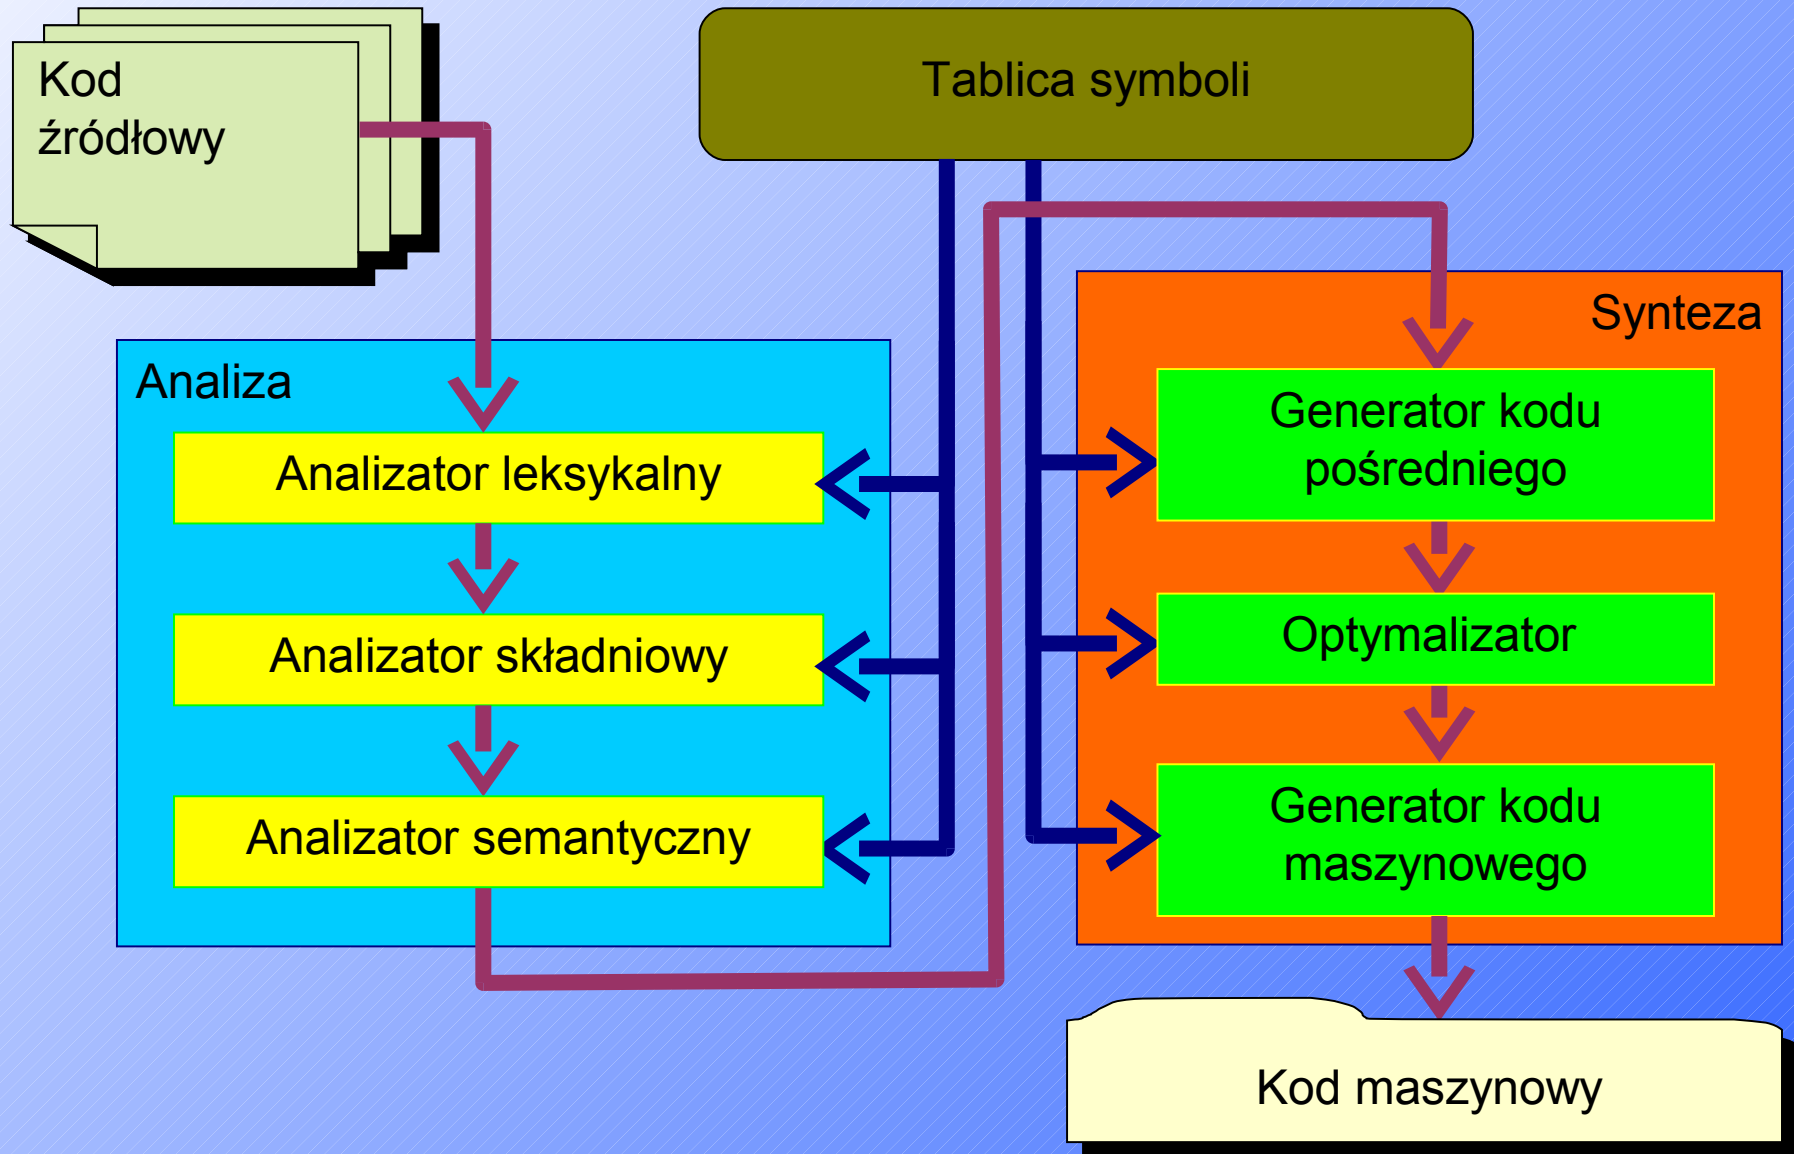 Kod
źródłowy
Tablica symboli
Analiza
Analizator leksykalny
Analizator składniowy
Analizator semantyczny
Synteza
Generator kodu
pośredniego
Optymalizator
Generator kodu
maszynowego
Kod maszynowy